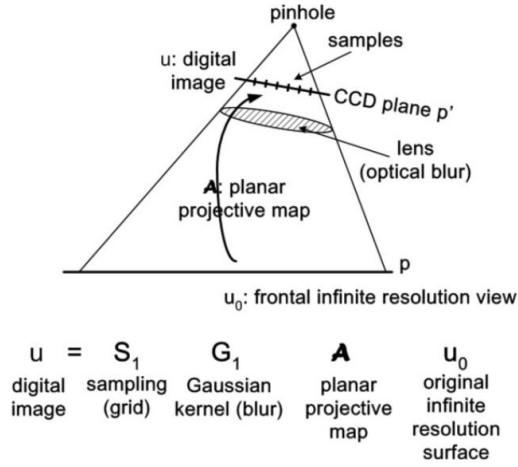 pinhole
samples
u: digital
image
CCD plane p'
lens
(optical blur)
A: planar
projective map
p
u₀: frontal infinite resolution view
u = S₁ G₁ A u₀
digital sampling Gaussian planar original
image (grid) kernel (blur) projective infinite
map resolution
surface